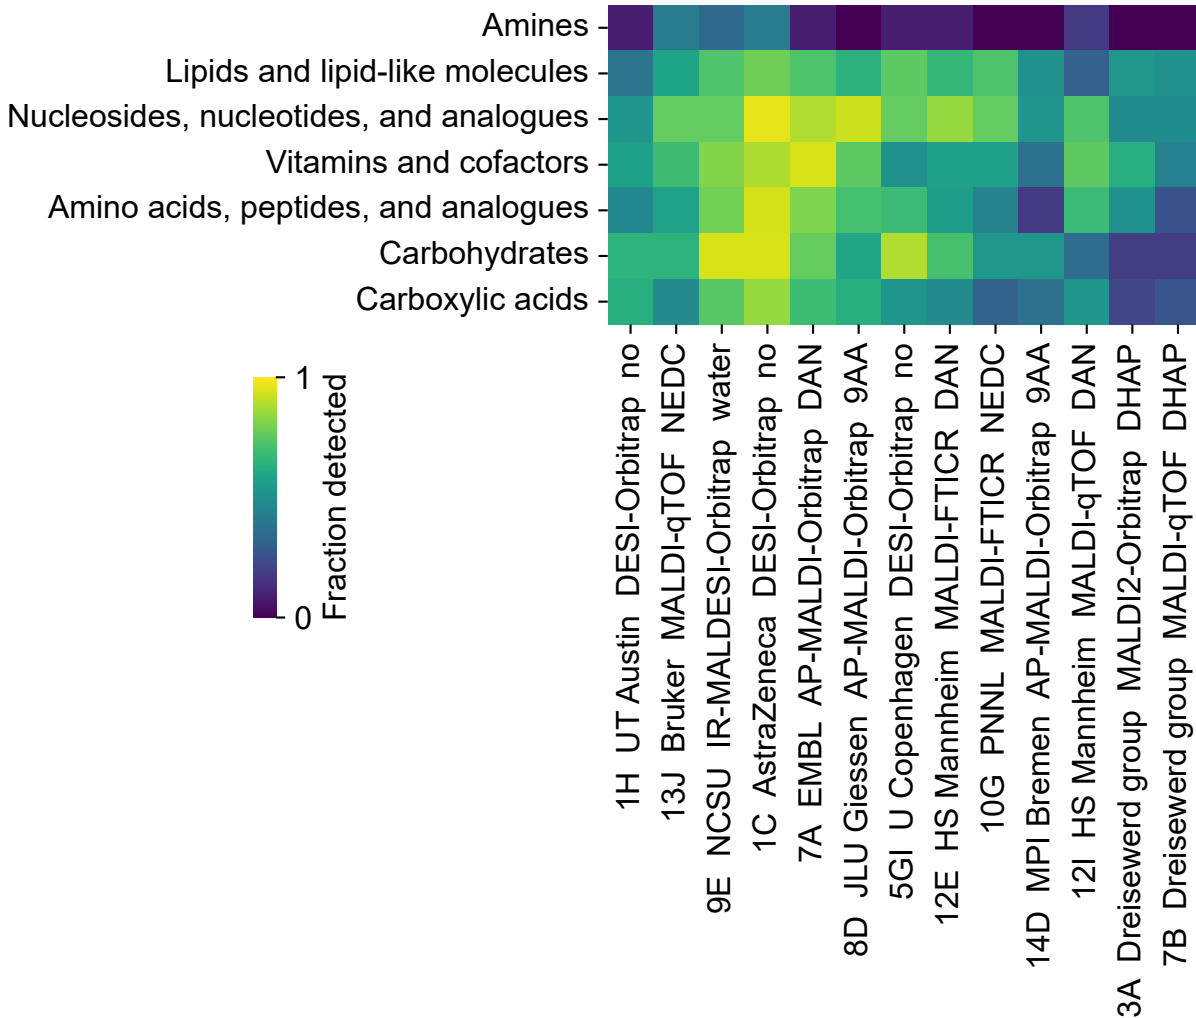 Amines
Lipids and lipid-like molecules
Nucleosides, nucleotides, and analogues
Vitamins and cofactors
Amino acids, peptides, and analogues
Carbohydrates
Carboxylic acids
1
0
Fraction detected
1H UT Austin DESI-Orbitrap no
13J Bruker MALDI-qTOF NEDC
9E NCSU IR-MALDESI-Orbitrap water
1C AstraZeneca DESI-Orbitrap no
7A EMBL AP-MALDI-Orbitrap DAN
8D JLU Giessen AP-MALDI-Orbitrap 9AA
5GI U Copenhagen DESI-Orbitrap no
12E HS Mannheim MALDI-FTICR DAN
10G PNNL MALDI-FTICR NEDC
14D MPI Bremen AP-MALDI-Orbitrap 9AA
12I HS Mannheim MALDI-qTOF DAN
3A Dreisewerd group MALDI2-Orbitrap DHAP
7B Dreisewerd group MALDI-qTOF DHAP